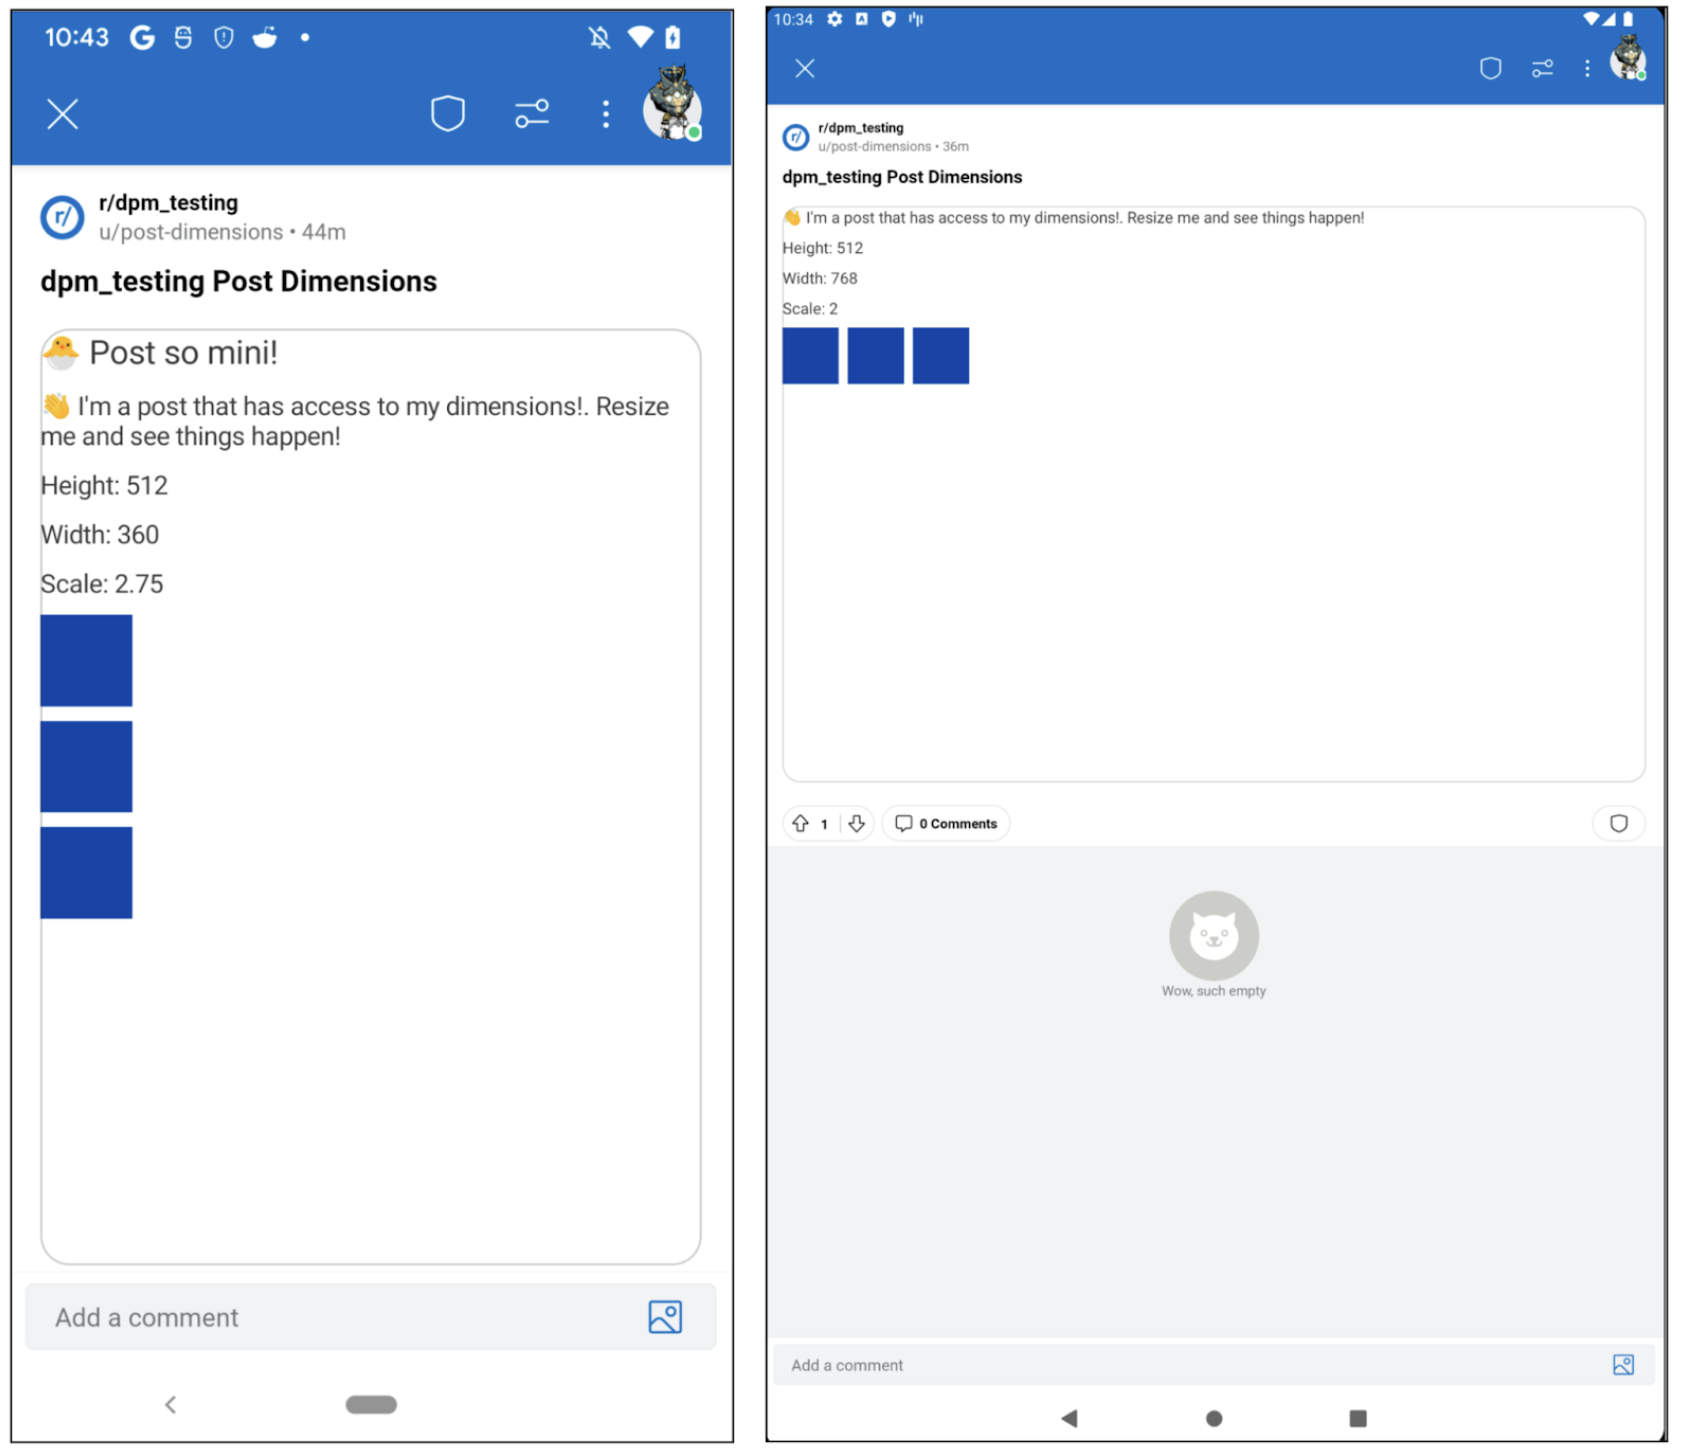 10:43
r/dpm_testing
u/post-dimensions • 44m
dpm_testing Post Dimensions
🐣 Post so mini!
👋 I'm a post that has access to my dimensions!. Resize
me and see things happen!
Height: 512
Width: 360
Scale: 2.75
Add a comment
10:34
r/dpm_testing
u/post-dimensions • 36m
dpm_testing Post Dimensions
👋 I'm a post that has access to my dimensions!. Resize me and see things happen!
Height: 512
Width: 768
Scale: 2
1
0 Comments
Wow, such empty
Add a comment